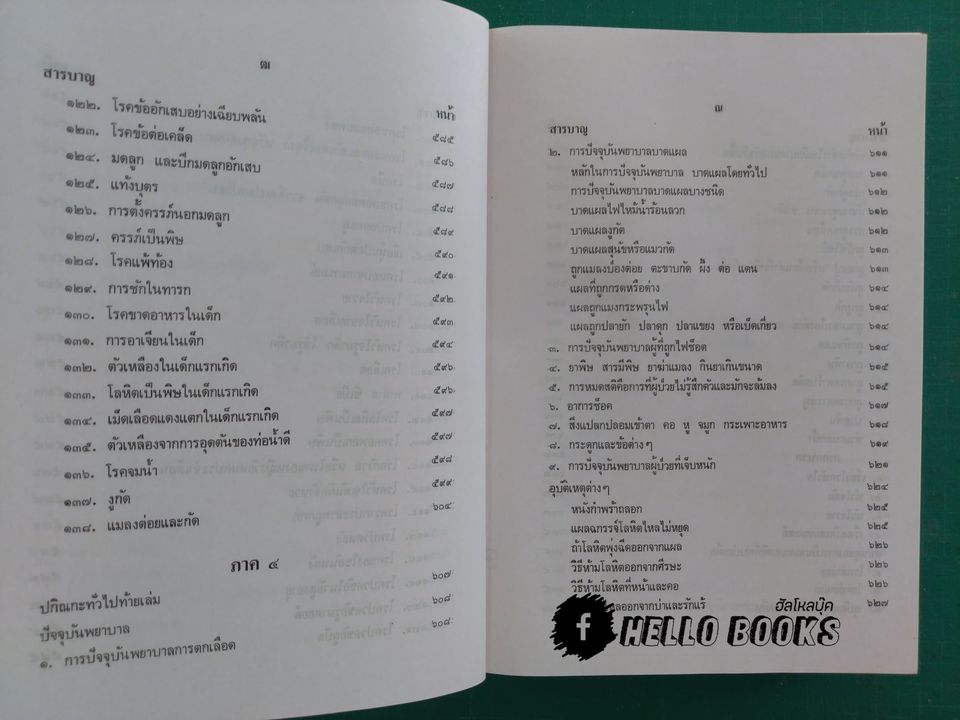 ฒ
สารบาญ
หน้า
๑๒๒. โรคข้ออักเสบอย่างเฉียบพลัน ๕๘๕
๑๒๓. โรคข้อต่อเคล็ด ๕๘๖
๑๒๔. มดลูก และปีกมดลูกอักเสบ ๕๘๗
๑๒๕. แท้งบุตร ๕๘๘
๑๒๖. การตั้งครรภ์นอกมดลูก ๕๘๙
๑๒๗. ครรภ์เป็นพิษ ๕๙๐
๑๒๘. โรคแพ้ท้อง ๕๙๑
๑๒๙. การชักในทารก ๕๙๒
๑๓๐. โรคขาดอาหารในเด็ก ๕๙๓
๑๓๑. การอาเจียนในเด็ก ๕๙๔
๑๓๒. ตัวเหลืองในเด็กแรกเกิด ๕๙๖
๑๓๓. โลหิตเป็นพิษในเด็กแรกเกิด ๕๙๖
๑๓๔. เม็ดเลือดแดงแตกในเด็กแรกเกิด ๕๙๗
๑๓๕. ตัวเหลืองจากการอุดตันของท่อน้ำดี ๕๙๗
๑๓๖. โรคจมน้ำ ๕๙๘
๑๓๗. งูกัด ๕๙๙
๑๓๘. แมลงต่อยและกัด ๖๐๔
ภาค ๔
ปกิณกะทั่วไปท้ายเล่ม ๖๐๗
ปัจจุบันพยาบาล ๖๐๘
๑. การปัจจุบันพยาบาลการตกเลือด ๖๐๘
ณ
สารบาญ หน้า
๒. การปัจจุบันพยาบาลบาดแผล ๖๑๑
หลักในการปัจจุบันพยาบาล บาดแผลโดยทั่วไป ๖๑๑
การปัจจุบันพยาบาลบาดแผลบางชนิด ๖๑๒
บาดแผลไฟไหม้น้ำร้อนลวก ๖๑๒
บาดแผลงูกัด ๖๑๒
บาดแผลสุนัขหรือแมวกัด ๖๑๓
ถูกแมลงป่องต่อย ตะขาบกัด ผึ้ง ต่อ แตน ๖๑๓
แผลที่ถูกกรดหรือด่าง ๖๑๔
แผลถูกแมงกะพรุนไฟ ๖๑๔
แผลถูกปลายัก ปลาดุก ปลาแขยง หรือเบ็ดเกี่ยว ๖๑๔
๓. การปัจจุบันพยาบาลผู้ที่ถูกไฟช็อต ๖๑๔
๔. ยาพิษ สารมีพิษ ยาฆ่าแมลง กินยาเกินขนาด ๖๑๕
๕. การหมดสติคือการที่ผู้ป่วยไม่รู้สึกตัวและมักจะล้มลง ๖๑๕
๖. อาการช็อค ๖๑๗
๗. สิ่งแปลกปลอมเข้าตา คอ หู จมูก กระเพาะอาหาร ๖๑๘
๘. กระดูกและข้อต่างๆ ๖๑๙
๙. การปัจจุบันพยาบาลผู้ป่วยที่เจ็บหนัก ๖๒๑
อุบัติเหตุต่างๆ ๖๒๔
หนังกำพร้าถลอก ๖๒๕
แผลฉกรรจ์โลหิตไหลไม่หยุด ๖๒๕
ถ้าโลหิตพุ่งฉีดออกจากแผล ๖๒๖
วิธีห้ามโลหิตออกจากศีรษะ ๖๒๖
วิธีห้ามโลหิตที่หน้าและคอ ๖๒๖
ออกจากบ่าและรักแร้ ๖๒๗
ฮัลโหลบุ๊ค
f HELLO BOOKS